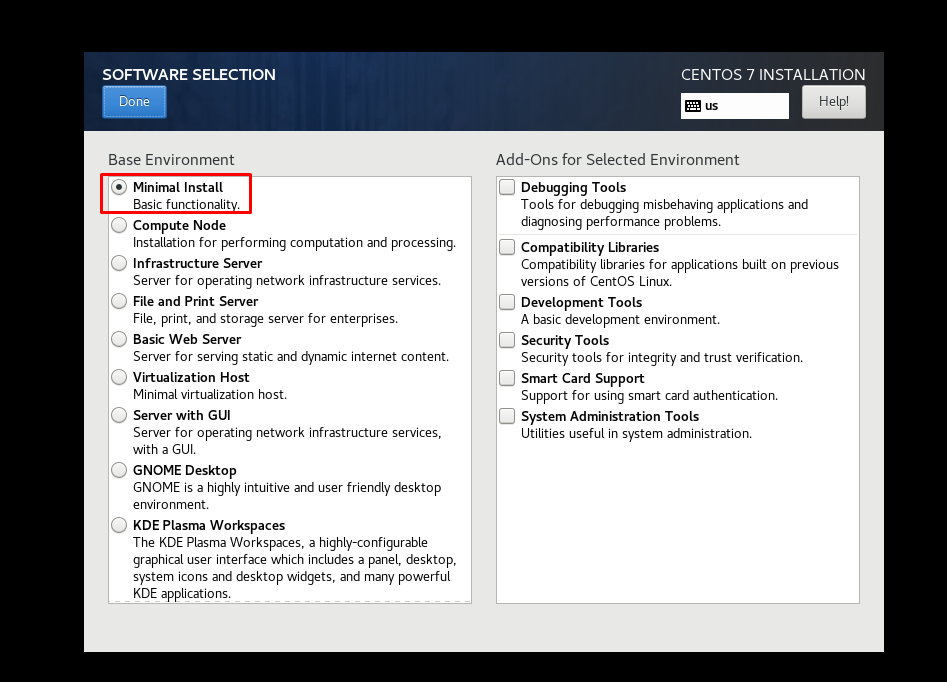 SOFTWARE SELECTION
CENTOS 7 INSTALLATION
Done
us
Help!
Base Environment
Minimal Install
Basic functionality.
Compute Node
Installation for performing computation and processing.
Infrastructure Server
Server for operating network infrastructure services.
File and Print Server
File, print, and storage server for enterprises.
Basic Web Server
Server for serving static and dynamic internet content.
Virtualization Host
Minimal virtualization host.
Server with GUI
Server for operating network infrastructure services,
with a GUI.
GNOME Desktop
GNOME is a highly intuitive and user friendly desktop
environment.
KDE Plasma Workspaces
The KDE Plasma Workspaces, a highly-configurable
graphical user interface which includes a panel, desktop,
system icons and desktop widgets, and many powerful
KDE applications.
Add-Ons for Selected Environment
Debugging Tools
Tools for debugging misbehaving applications and
diagnosing performance problems.
Compatibility Libraries
Compatibility libraries for applications built on previous
versions of CentOS Linux.
Development Tools
A basic development environment.
Security Tools
Security tools for integrity and trust verification.
Smart Card Support
Support for using smart card authentication.
System Administration Tools
Utilities useful in system administration.